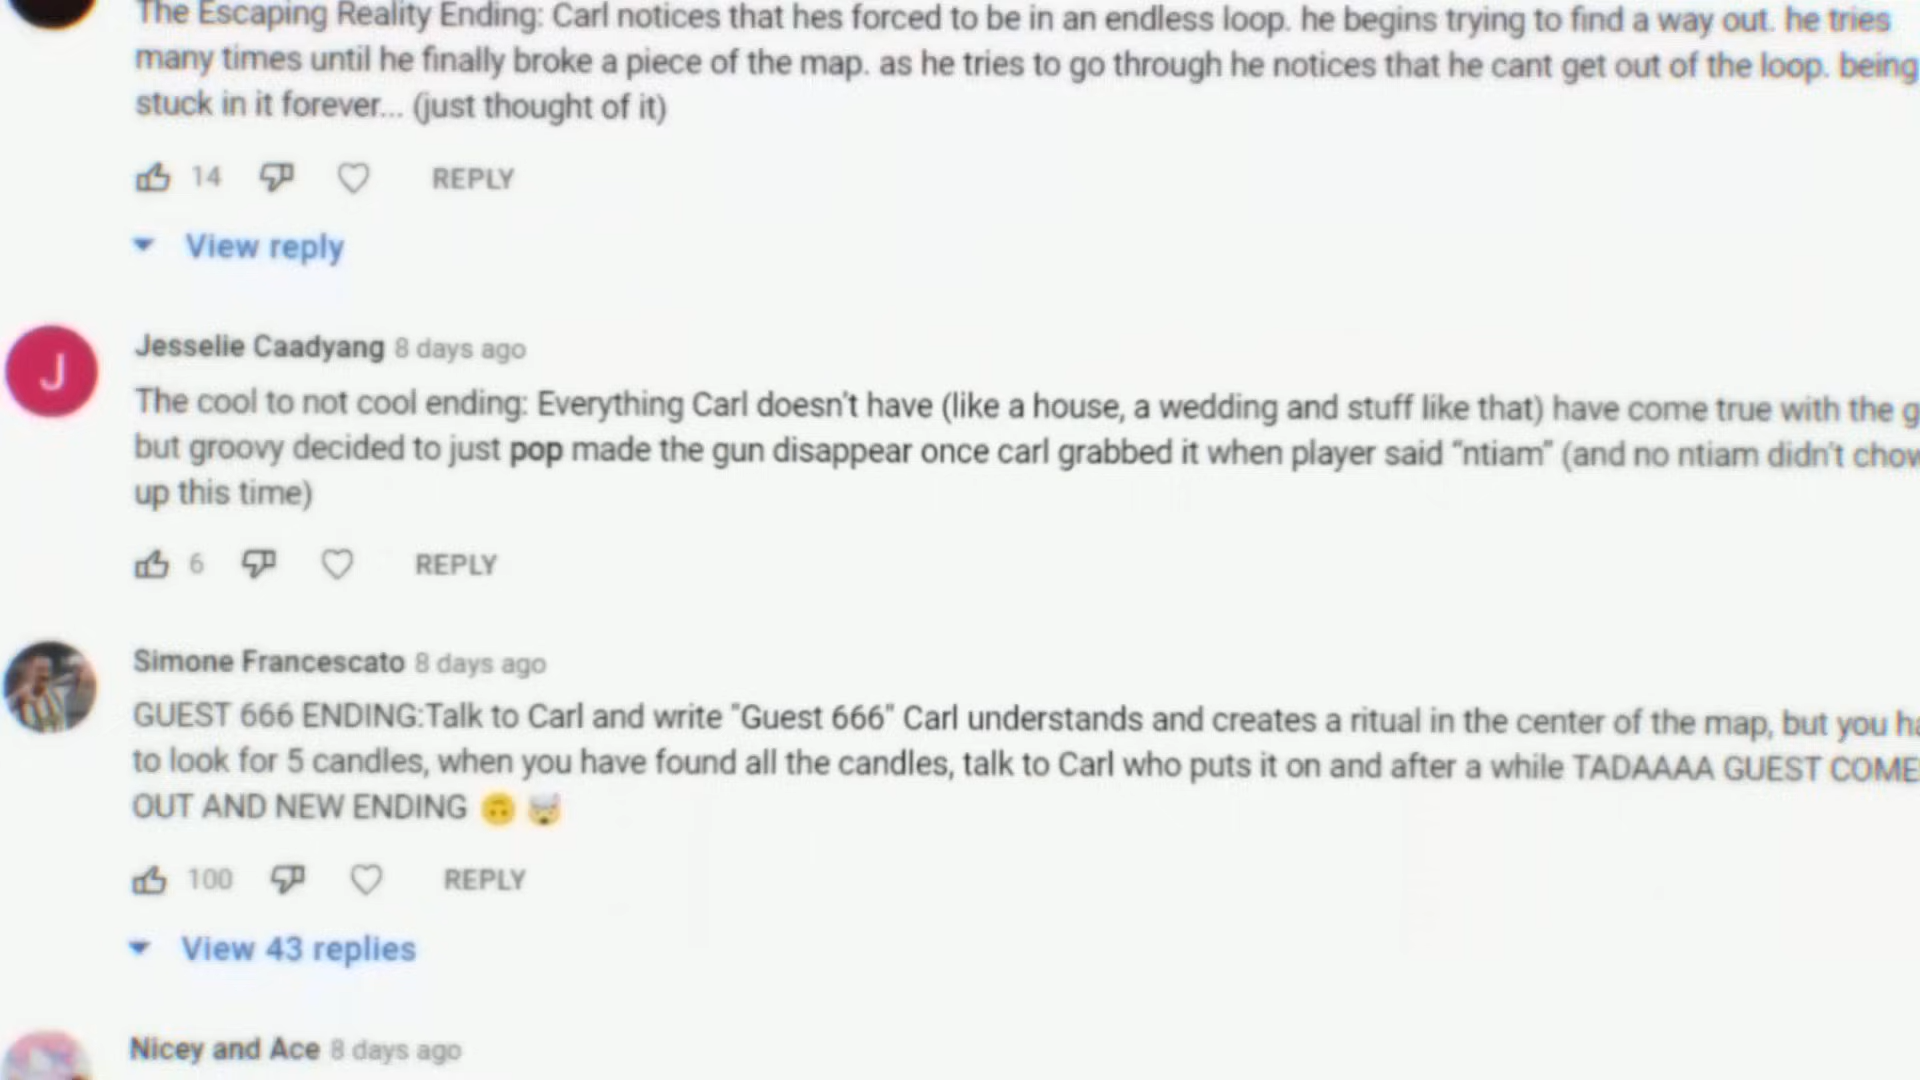 The Escaping Reality Ending: Carl notices that hes forced to be in an endless loop. he begins trying to find a way out. he tries
many times until he finally broke a piece of the map. as he tries to go through he notices that he cant get out of the loop. being
stuck in it forever... (just thought of it)
14 REPLY
View reply
J
Jesselie Caadyang 8 days ago
The cool to not cool ending: Everything Carl doesn't have (like a house, a wedding and stuff like that) have come true with the g
but groovy decided to just pop made the gun disappear once carl grabbed it when player said "ntiam" (and no ntiam didn't chow
up this time)
6 REPLY
Simone Francescato 8 days ago
GUEST 666 ENDING:Talk to Carl and write "Guest 666" Carl understands and creates a ritual in the center of the map, but you ha
to look for 5 candles, when you have found all the candles, talk to Carl who puts it on and after a while TADAAAA GUEST COME
OUT AND NEW ENDING 🙃 🤯
100 REPLY
View 43 replies
Nicey and Ace 8 days ago